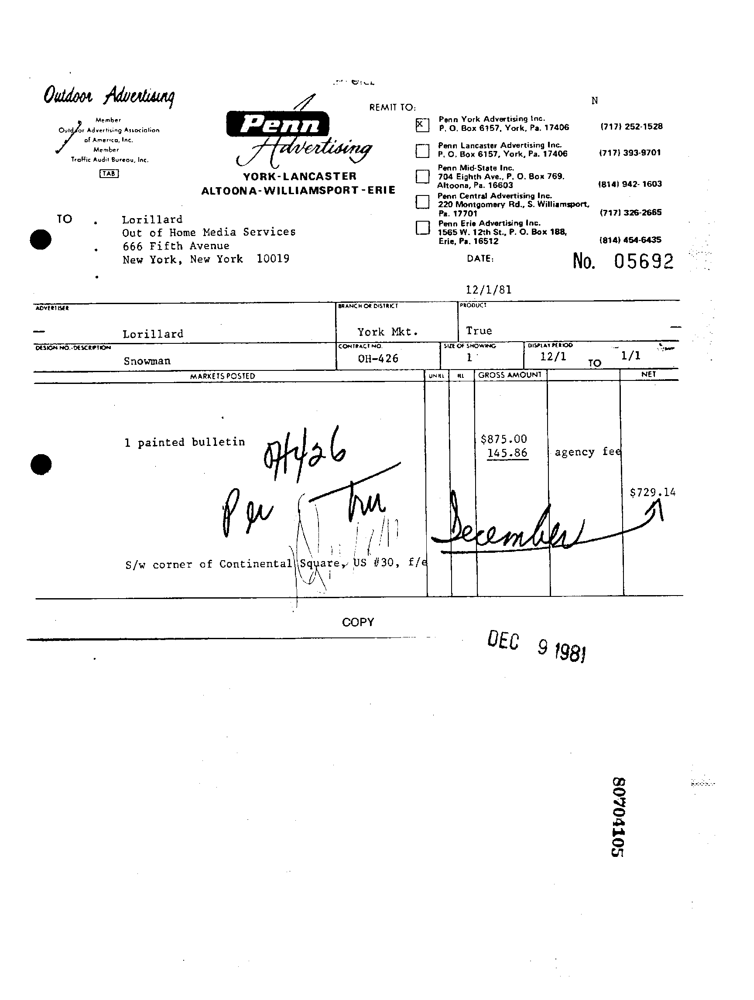 Outdoor Advertising
Member
Outdoor Advertising Association
of America, Inc.
Member
Traffic Audit Bureau, Inc.
TAB
Penn
Advertising
YORK-LANCASTER
ALTOONA-WILLIAMSPORT-ERIE
REMIT TO:
N
X Penn York Advertising Inc.
P. O. Box 6157, York, Pa. 17406 (717) 252-1528
Penn Lancaster Advertising Inc.
P. O. Box 6157, York, Pa. 17406 (717) 393-9701
Penn Mid-State Inc.
704 Eighth Ave., P. O. Box 769.
Altoona, Pa. 16603 (814) 942-1603
Penn Central Advertising Inc.
220 Montgomery Rd., S. Williamsport,
Pa. 17701 (717) 326-2665
Penn Erie Advertising Inc.
1565 W. 12th St., P. O. Box 188,
Erie, Pa. 16512 (814) 454-6435
TO
Lorillard
Out of Home Media Services
666 Fifth Avenue
New York, New York 10019
DATE: No. 05692
12/1/81
ADVERTISER BRANCH OR DISTRICT PRODUCT
Lorillard York Mkt. True
DESIGN NO.-DESCRIPTION CONTRACT NO. SIZE OF SHOWING DISPLAY PERIOD
Snowman OH-426 1 12/1 TO 1/1
MARKETS POSTED UNRL RL GROSS AMOUNT NET
1 painted bulletin $875.00
145.86 agency fee
OH426
$729.14
December
S/w corner of Continental Square, US #30, f/e
COPY
DEC 9 1981
80704105